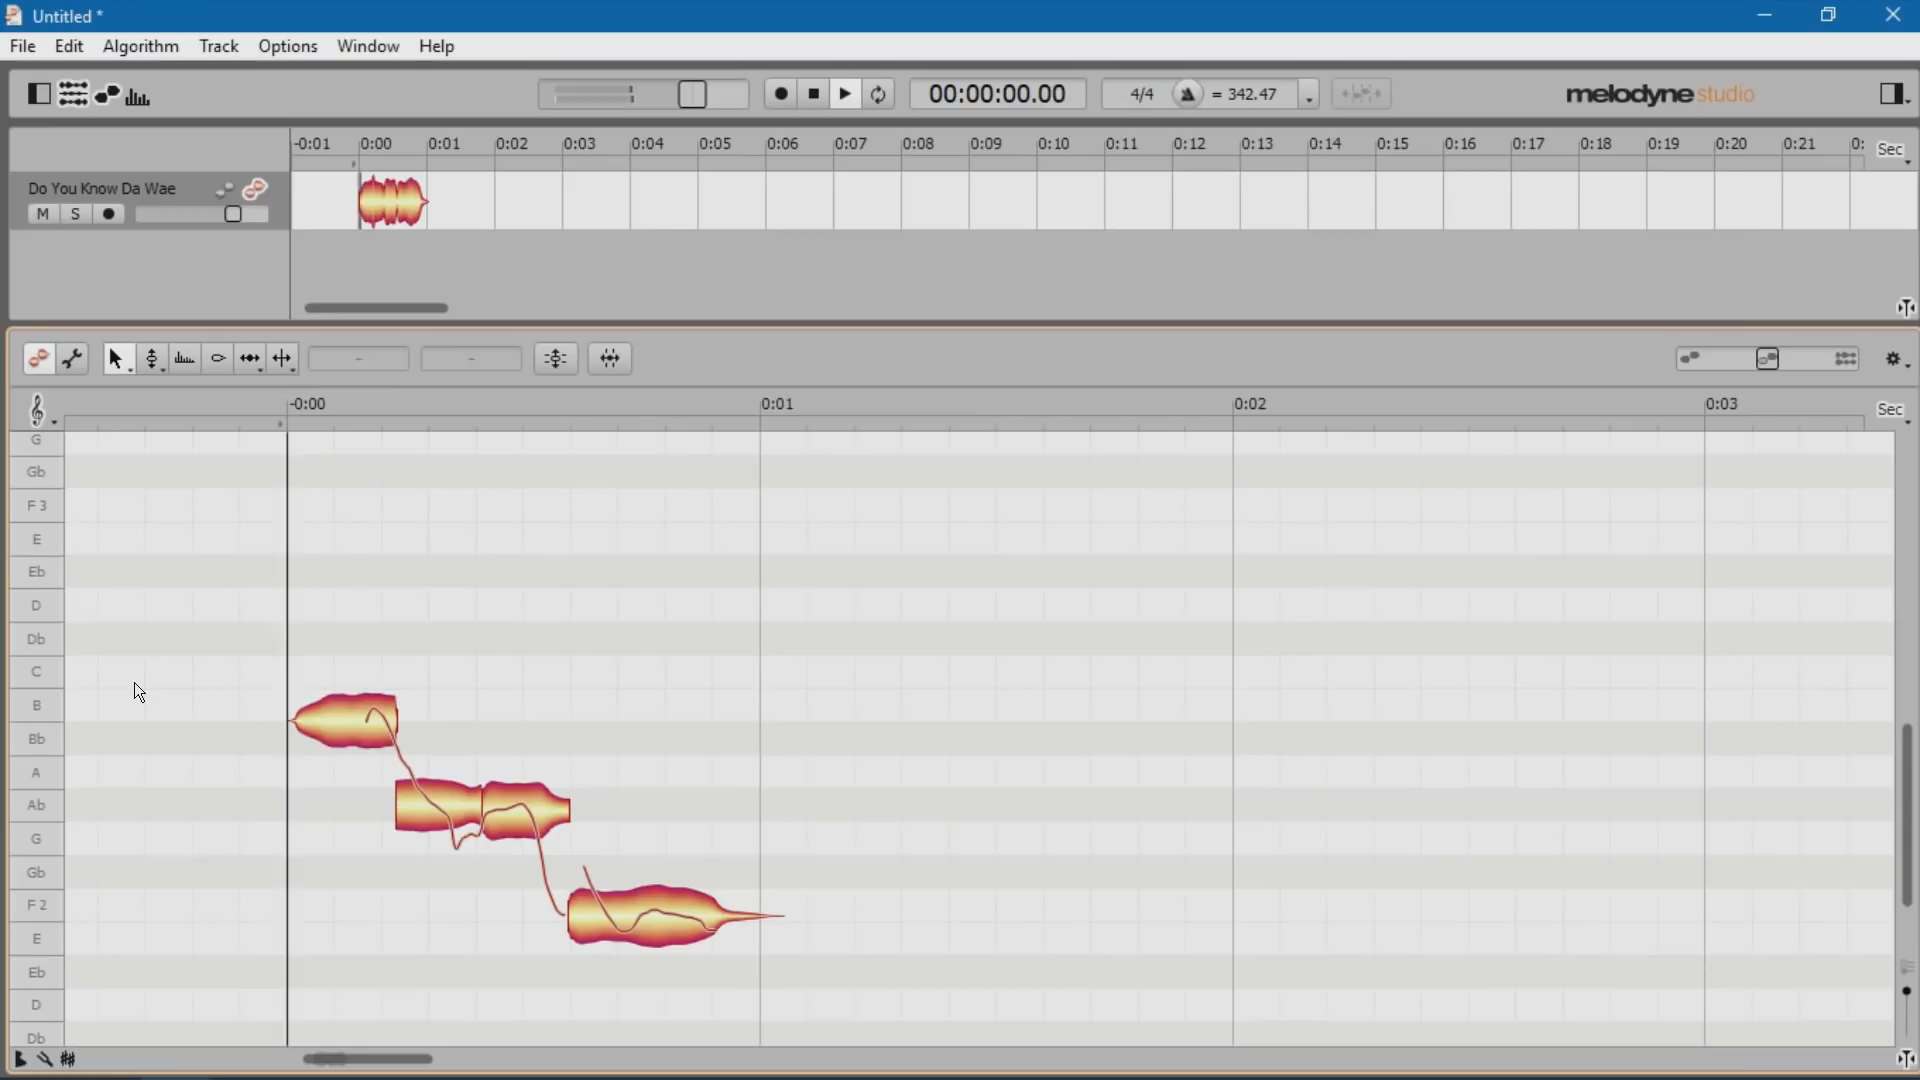 Untitled *
File Edit Algorithm Track Options Window Help
00:00:00.00 4/4 = 342.47 melodyne studio
-0:01 0:00 0:01 0:02 0:03 0:04 0:05 0:06 0:07 0:08 0:09 0:10 0:11 0:12 0:13 0:14 0:15 0:16 0:17 0:18 0:19 0:20 0:21 0: Sec
Do You Know Da Wae
M S
- -
-0:00 0:01 0:02 0:03 Sec
G
Gb
F 3
E
Eb
D
Db
C
B
Bb
A
Ab
G
Gb
F 2
E
Eb
D
Db